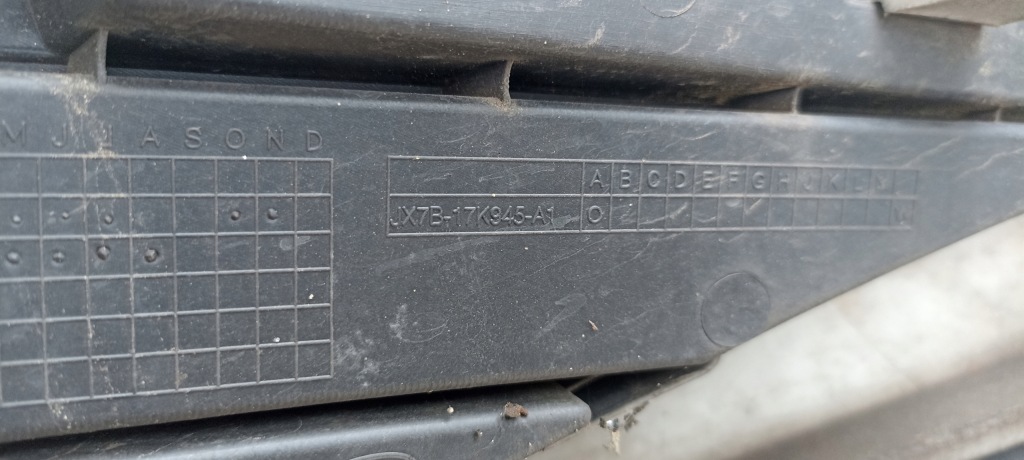 M J J A S O N D
A B C D E F G H J K L M
JX7B-17K945-A1 O